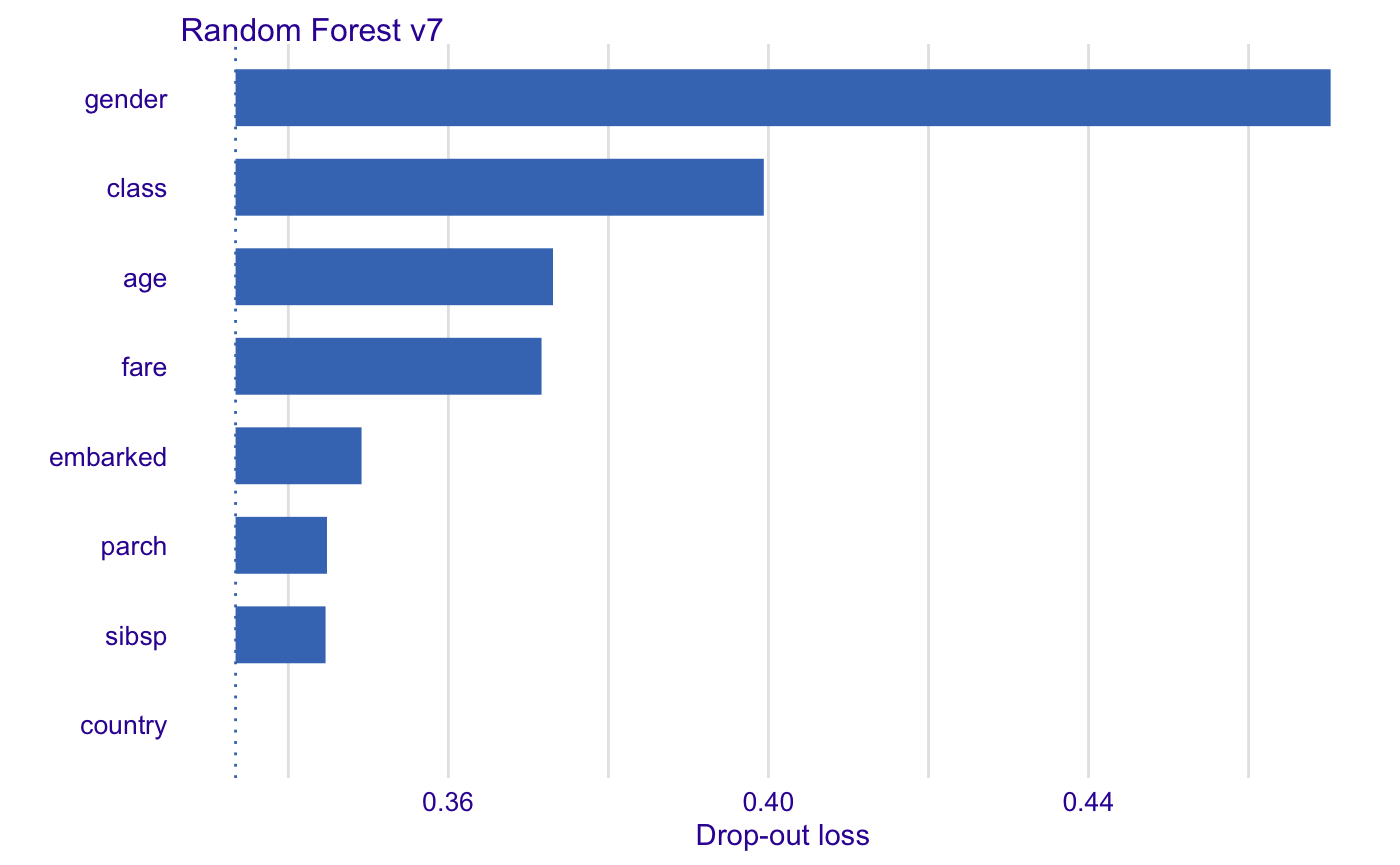 Random Forest v7
gender
class
age
fare
embarked
parch
sibsp
country
0.36 0.40 0.44
Drop-out loss